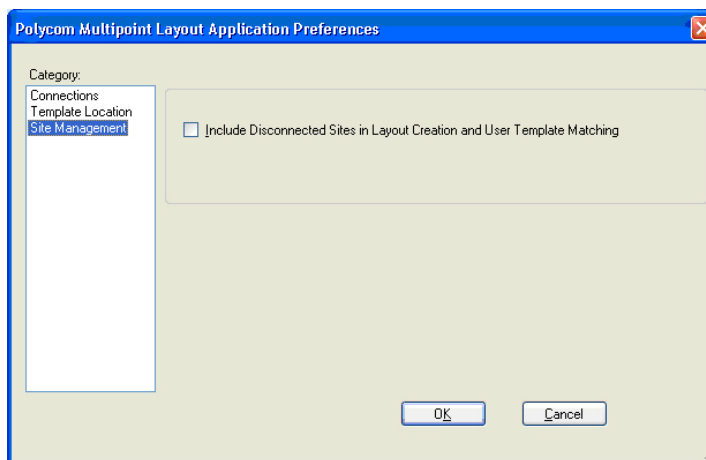 Polycom Multipoint Layout Application Preferences
Category:
Connections
Template Location
Site Management
Include Disconnected Sites in Layout Creation and User Template Matching
OK
Cancel